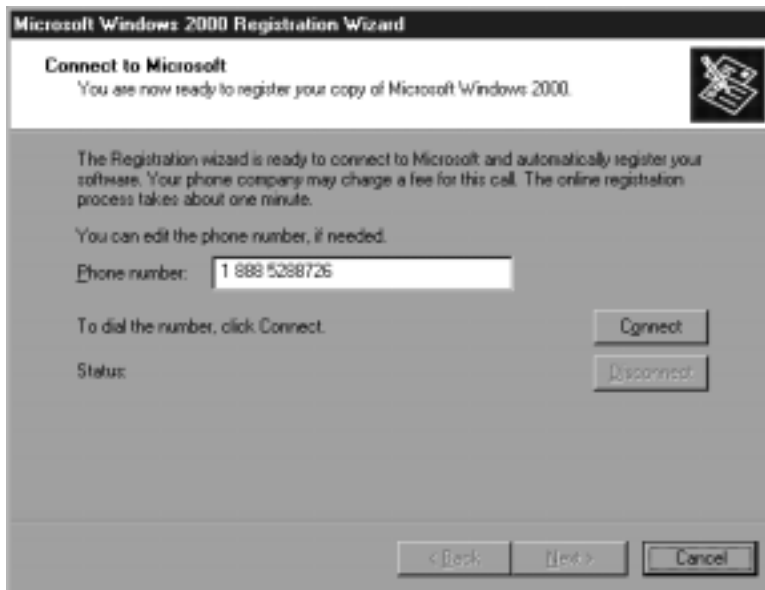 Microsoft Windows 2000 Registration Wizard
Connect to Microsoft
You are now ready to register your copy of Microsoft Windows 2000.
The Registration wizard is ready to connect to Microsoft and automatically register your
software. Your phone company may charge a fee for this call. The online registration
process takes about one minute.
You can edit the phone number, if needed.
Phone number: 1 888 5288726
To dial the number, click Connect. Connect
Status: Disconnect
< Back Next > Cancel